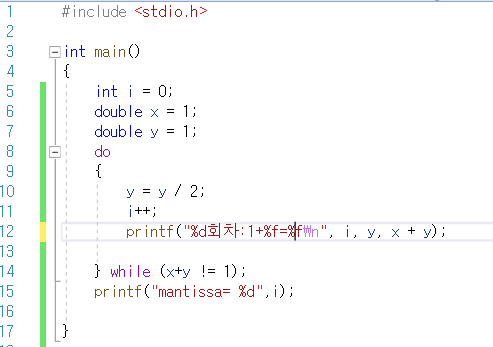 1 #include <stdio.h>
2
3 int main()
4 {
5 int i = 0;
6 double x = 1;
7 double y = 1;
8 do
9 {
10 y = y / 2;
11 i++;
12 printf("%d회차:1+%f=%f₩n", i, y, x + y);
13
14 } while (x+y != 1);
15 printf("mantissa= %d",i);
16
17 }
18